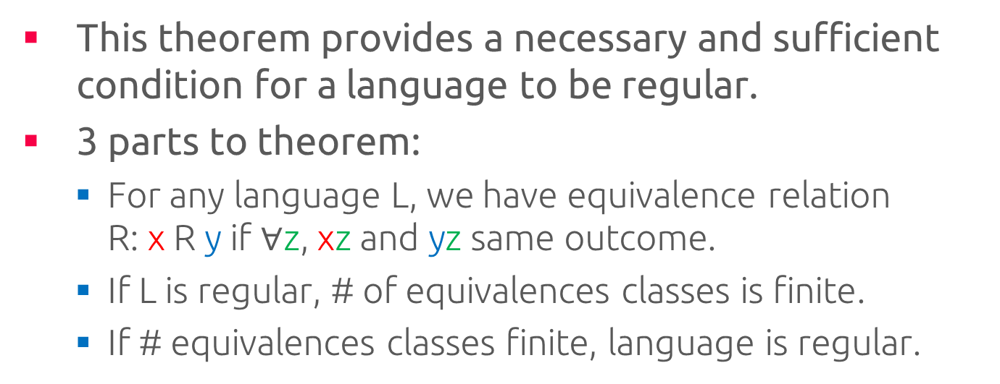 ▪ This theorem provides a necessary and sufficient
condition for a language to be regular.
▪ 3 parts to theorem:
▪ For any language L, we have equivalence relation
R: x R y if ∀z, xz and yz same outcome.
▪ If L is regular, # of equivalences classes is finite.
▪ If # equivalences classes finite, language is regular.